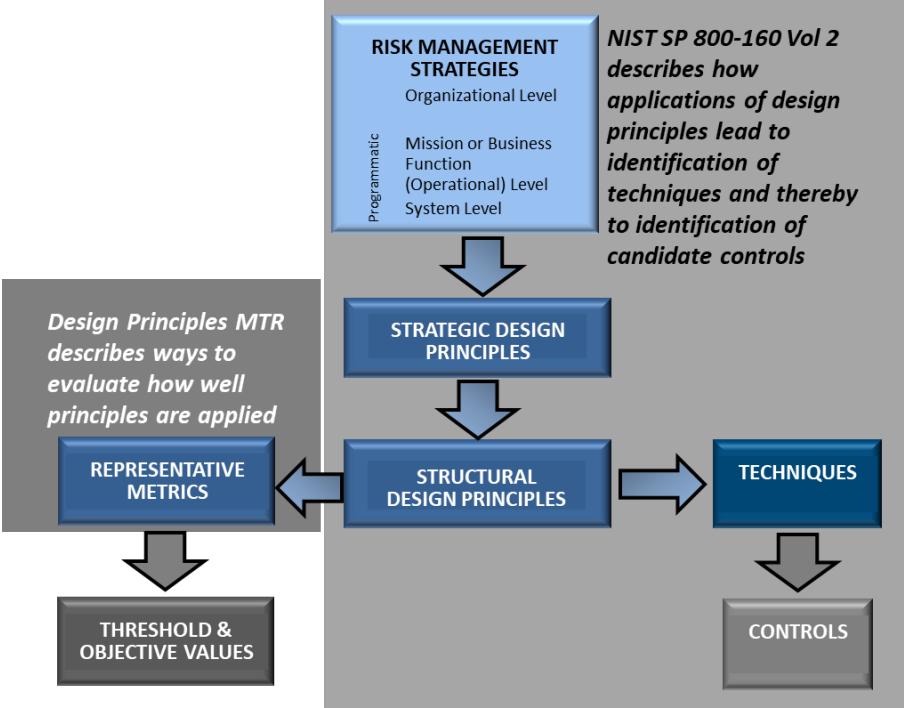 RISK MANAGEMENT
STRATEGIES
Organizational Level
Programmatic
Mission or Business
Function
(Operational) Level
System Level
NIST SP 800-160 Vol 2
describes how
applications of design
principles lead to
identification of
techniques and thereby
to identification of
candidate controls
STRATEGIC DESIGN
PRINCIPLES
Design Principles MTR
describes ways to
evaluate how well
principles are applied
REPRESENTATIVE
METRICS
STRUCTURAL
DESIGN PRINCIPLES
TECHNIQUES
THRESHOLD &
OBJECTIVE VALUES
CONTROLS